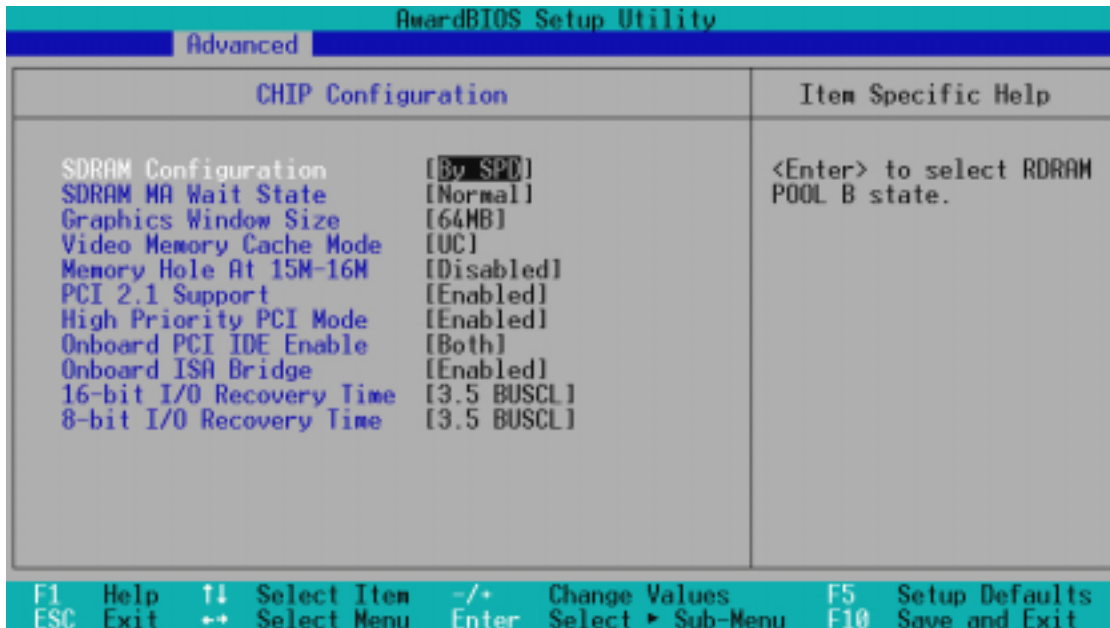 AwardBIOS Setup Utility
Advanced
CHIP Configuration
Item Specific Help
SDRAM Configuration [By SPD]
SDRAM MA Wait State [Normal]
Graphics Window Size [64MB]
Video Memory Cache Mode [UC]
Memory Hole At 15M-16M [Disabled]
PCI 2.1 Support [Enabled]
High Priority PCI Mode [Enabled]
Onboard PCI IDE Enable [Both]
Onboard ISA Bridge [Enabled]
16-bit I/O Recovery Time [3.5 BUSCL]
8-bit I/O Recovery Time [3.5 BUSCL]
<Enter> to select RDRAM
POOL B state.
F1 Help ↑↓ Select Item -/+ Change Values F5 Setup Defaults
ESC Exit ←→ Select Menu Enter Select ► Sub-Menu F10 Save and Exit